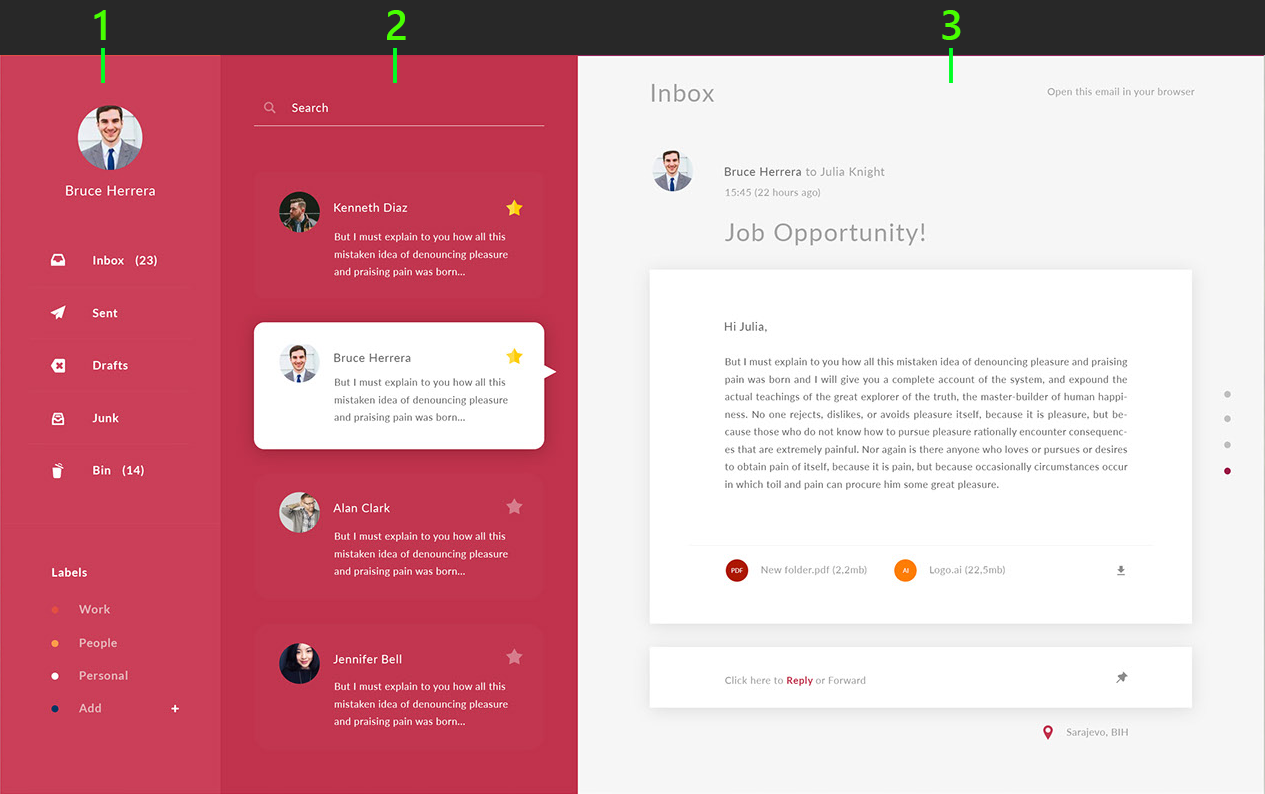 1
2
3
Bruce Herrera
Inbox (23)
Sent
Drafts
Junk
Bin (14)
Labels
Work
People
Personal
Add +
Search
Kenneth Diaz
But I must explain to you how all this
mistaken idea of denouncing pleasure
and praising pain was born...
Bruce Herrera
But I must explain to you how all this
mistaken idea of denouncing pleasure
and praising pain was born...
Alan Clark
But I must explain to you how all this
mistaken idea of denouncing pleasure
and praising pain was born...
Jennifer Bell
But I must explain to you how all this
mistaken idea of denouncing pleasure
and praising pain was born...
Inbox
Open this email in your browser
Bruce Herrera to Julia Knight
15:45 (22 hours ago)
Job Opportunity!
Hi Julia,
But I must explain to you how all this mistaken idea of denouncing pleasure and praising
pain was born and I will give you a complete account of the system, and expound the
actual teachings of the great explorer of the truth, the master-builder of human happi-
ness. No one rejects, dislikes, or avoids pleasure itself, because it is pleasure, but be-
cause those who do not know how to pursue pleasure rationally encounter consequenc-
es that are extremely painful. Nor again is there anyone who loves or pursues or desires
to obtain pain of itself, because it is pain, but because occasionally circumstances occur
in which toil and pain can procure him some great pleasure.
PDF New folder.pdf (2,2mb) AI Logo.ai (22,5mb)
Click here to Reply or Forward
Sarajevo, BIH